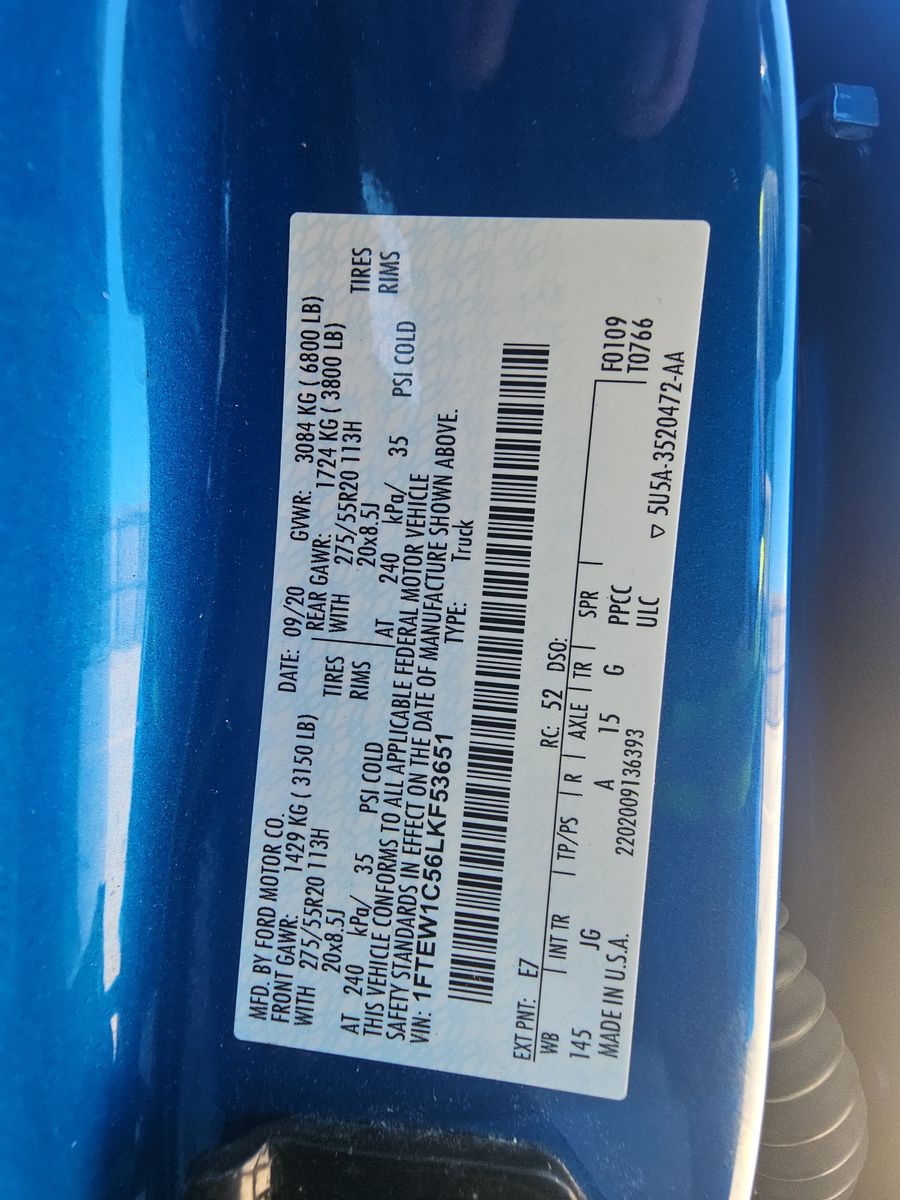 MFD. BY FORD MOTOR CO. DATE: 09/20 GVWR: 3084 KG ( 6800 LB)
FRONT GAWR: 1429 KG ( 3150 LB) REAR GAWR: 1724 KG ( 3800 LB)
WITH 275/55R20 113H TIRES WITH 275/55R20 113H TIRES
20x8.5J RIMS 20x8.5J RIMS
AT 240 kPa/ 35 PSI COLD AT 240 kPa/ 35 PSI COLD
THIS VEHICLE CONFORMS TO ALL APPLICABLE FEDERAL MOTOR VEHICLE
SAFETY STANDARDS IN EFFECT ON THE DATE OF MANUFACTURE SHOWN ABOVE.
VIN: 1FTEW1C56LKF53651 TYPE: Truck
EXT PNT: E7 RC: 52 DSO:
WB INT TR TP/PS R AXLE TR SPR F0109
145 JG A 15 G PPCC T0766
ULC
MADE IN U.S.A. 2202009136393 ▽ 5U5A-3520472-AA